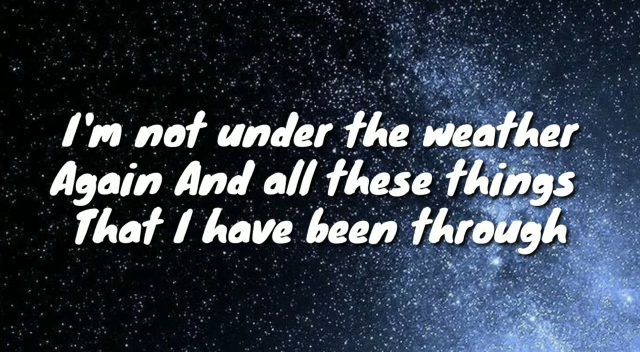 I'm not under the weather
Again And all these things
That I have been through